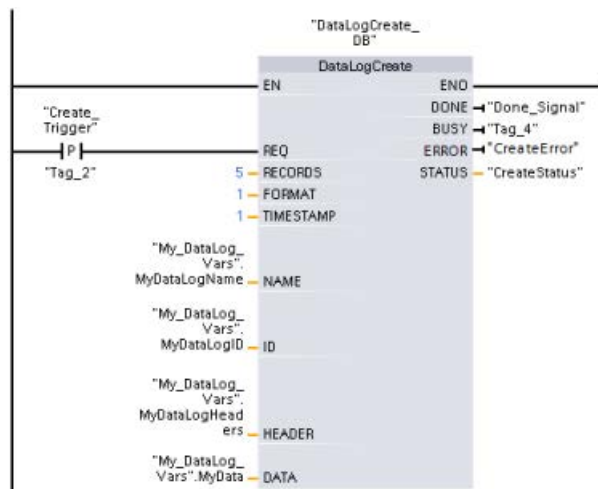 "DataLogCreate_
DB"
DataLogCreate
EN ENO
DONE "Done_Signal"
"Create_
Trigger"
BUSY "Tag_4"
P REQ ERROR "CreateError"
"Tag_2"
5 RECORDS STATUS "CreateStatus"
1 FORMAT
1 TIMESTAMP
"My_DataLog_
Vars".
MyDataLogName NAME
"My_DataLog_
Vars".
MyDataLogID ID
"My_DataLog_
Vars".
MyDataLogHead
ers HEADER
"My_DataLog_
Vars".MyData DATA